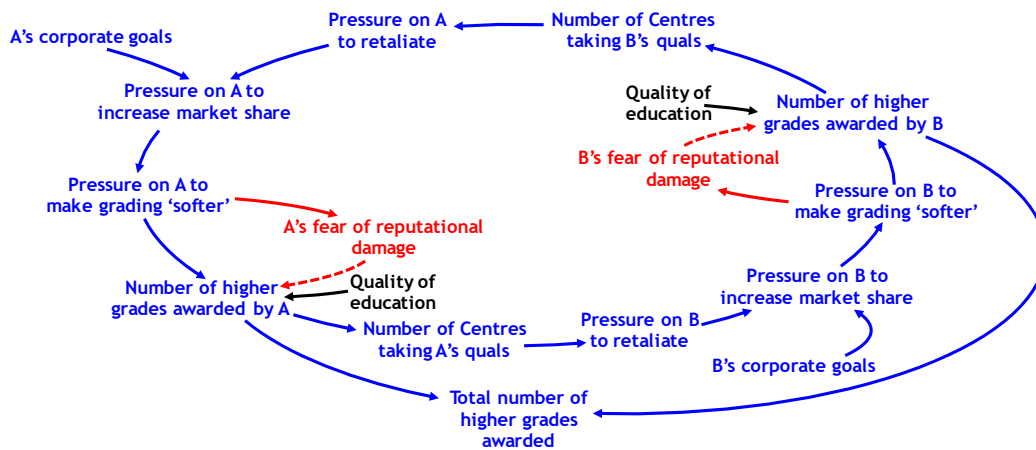 A's corporate goals
Pressure on A
to retaliate
Number of Centres
taking B's quals
Pressure on A to
increase market share
Quality of
education
Number of higher
grades awarded by B
B's fear of reputational
damage
Pressure on A to
make grading ‘softer’
Pressure on B to
make grading ‘softer’
A's fear of reputational
damage
Number of higher
grades awarded by A
Quality of
education
Pressure on B to
increase market share
Number of Centres
taking A's quals
Pressure on B
to retaliate
B's corporate goals
Total number of
higher grades
awarded